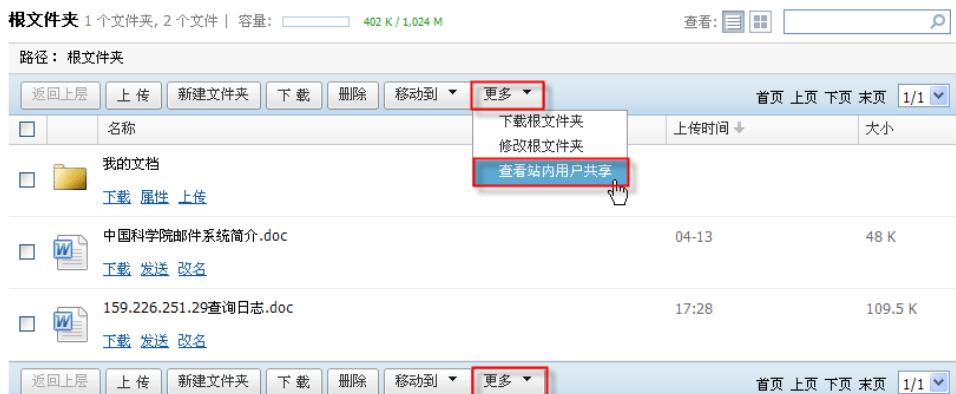 根文件夹 1 个文件夹, 2 个文件 | 容量: 402 K / 1,024 M 查看:
路径： 根文件夹
返回上层 上 传 新建文件夹 下 载 删除 移动到 更多 首页 上页 下页 末页 1/1
名称 上传时间 大小
下载根文件夹
修改根文件夹
查看站内用户共享
我的文档
下载 属性 上传
中国科学院邮件系统简介.doc 04-13 48 K
下载 发送 改名
159.226.251.29查询日志.doc 17:28 109.5 K
下载 发送 改名
返回上层 上 传 新建文件夹 下 载 删除 移动到 更多 首页 上页 下页 末页 1/1